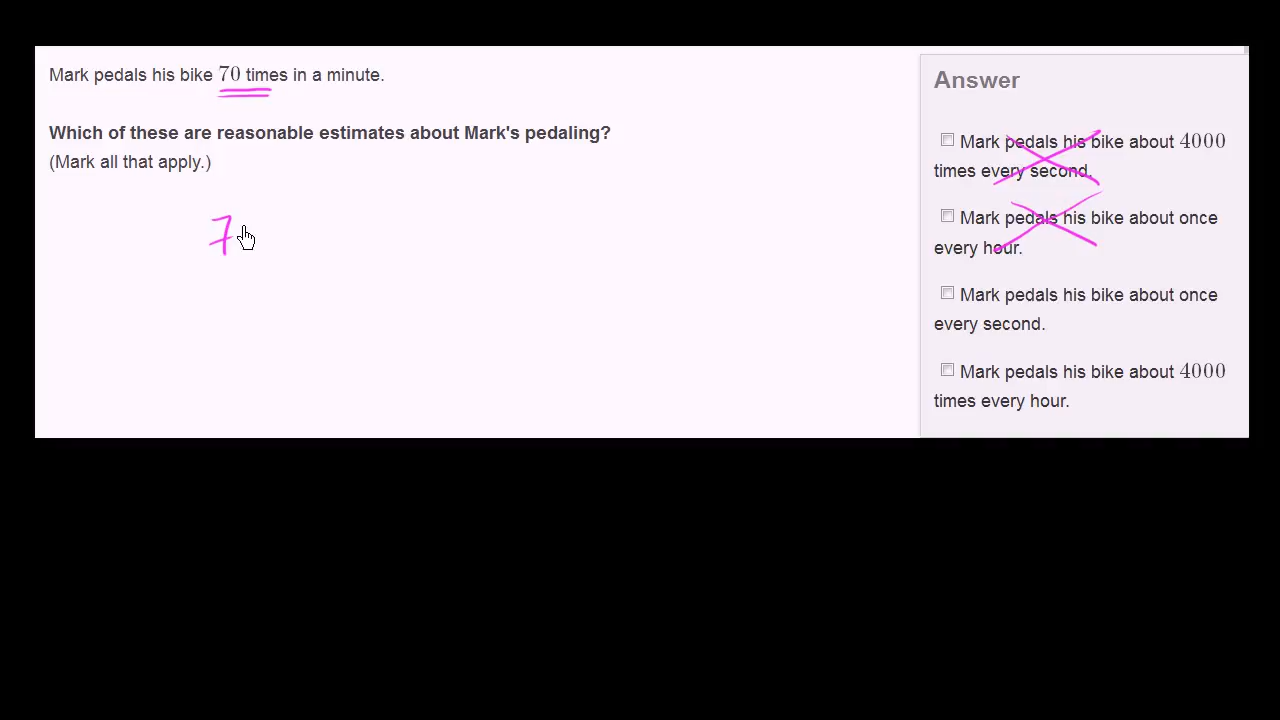 Mark pedals his bike 70 times in a minute.
Which of these are reasonable estimates about Mark's pedaling?
(Mark all that apply.)
7
Answer
Mark pedals his bike about 4000
times every second.
Mark pedals his bike about once
every hour.
Mark pedals his bike about once
every second.
Mark pedals his bike about 4000
times every hour.